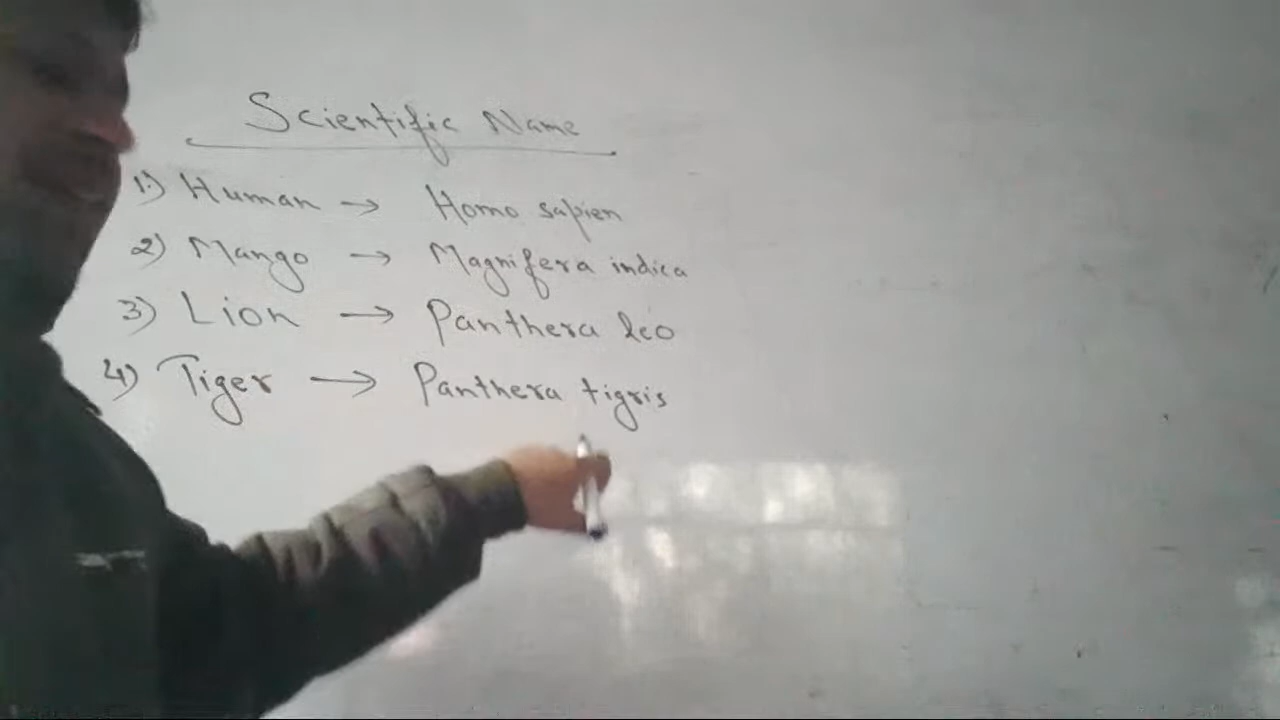 Scientific Name
1.) Human → Homo sapien
2) Mango → Magnifera indica
3) Lion → Panthera leo
4) Tiger → Panthera tigris